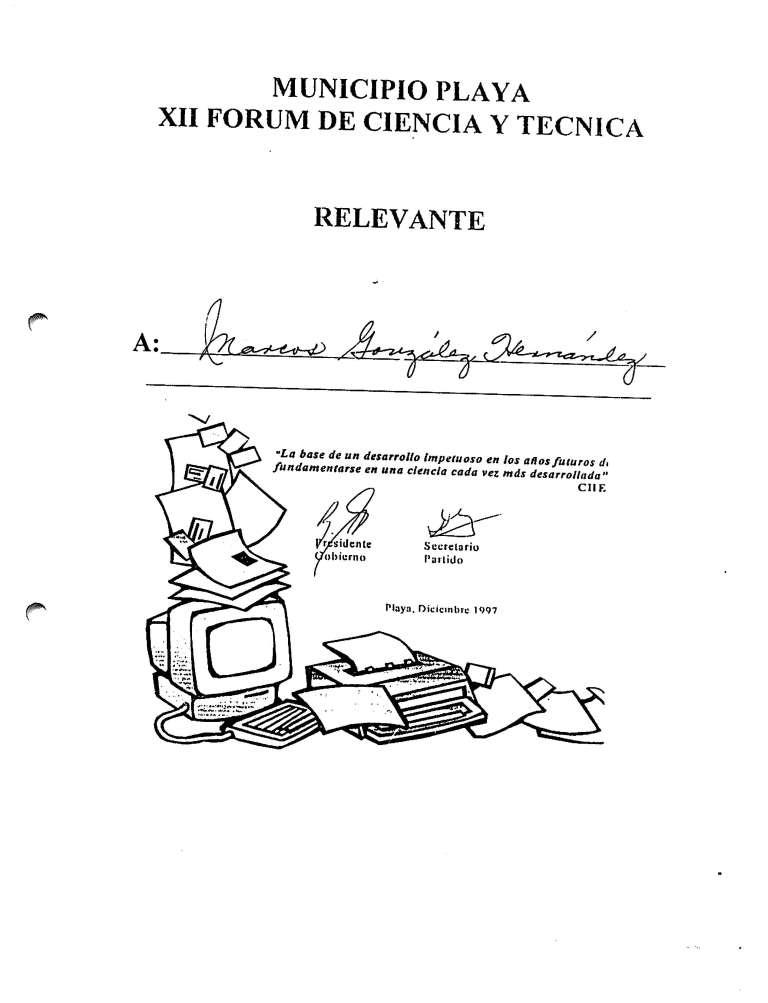 MUNICIPIO PLAYA
XII FORUM DE CIENCIA Y TECNICA
RELEVANTE
A: Marcos González Hernández
"La base de un desarrollo impetuoso en los años futuros
fundamentarse en una ciencia cada vez más desarrollada"
CHE
Presidente
Gobierno
Secretario
Partido
Playa, Diciembre 1997